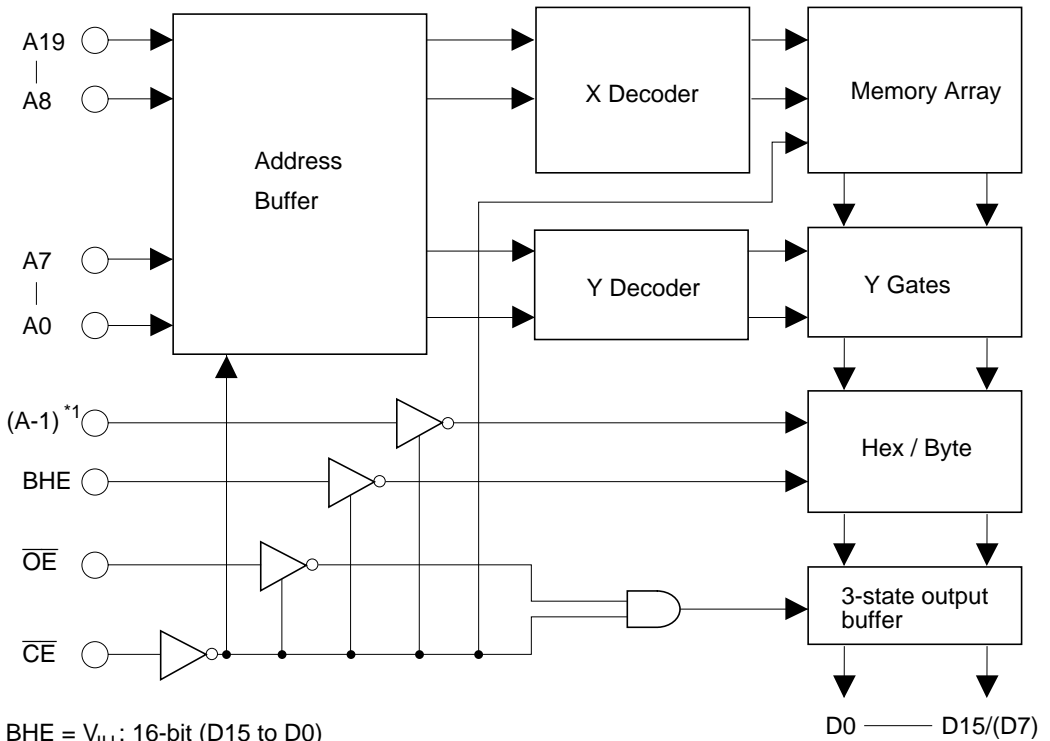 A19
A8
A7
A0
(A-1) *1
BHE
OE
CE
Address
Buffer
X Decoder
Y Decoder
Memory Array
Y Gates
Hex / Byte
3-state output
buffer
D0
D15/(D7)
BHE = VIH: 16-bit (D15 to D0)